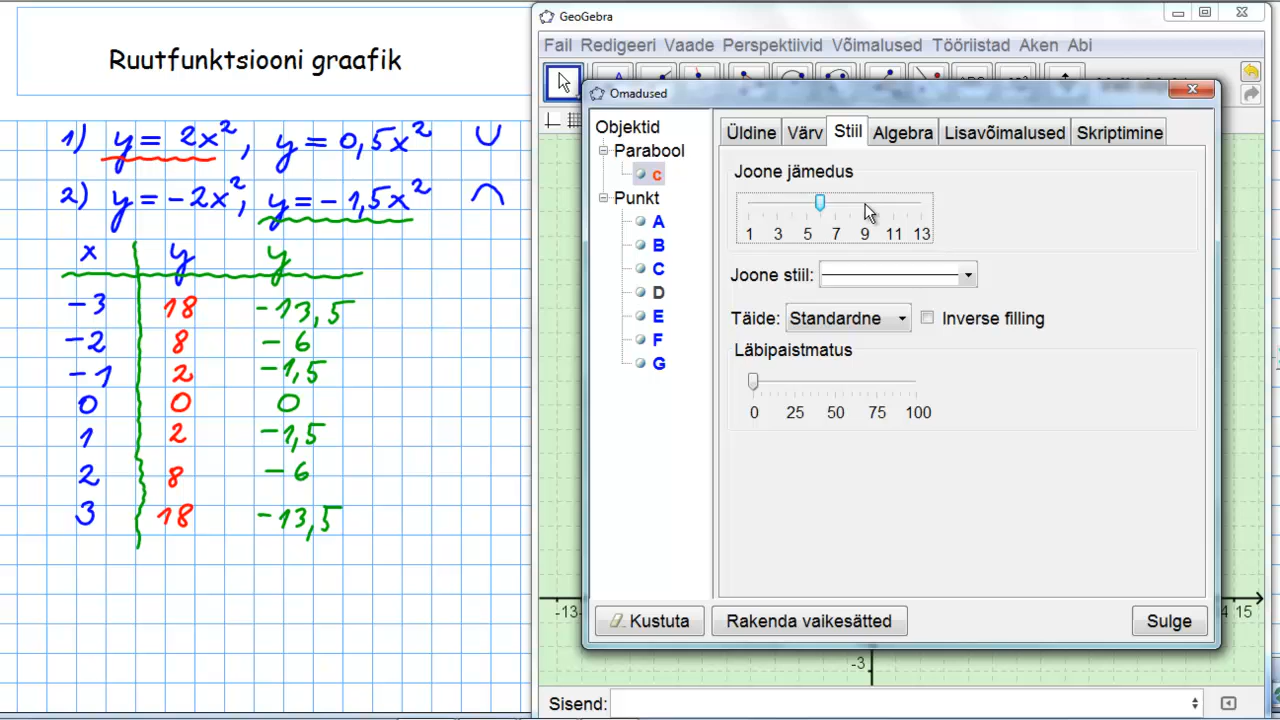 Ruutfunktsiooni graafik
1) y = 2x², y = 0,5x² ∪
2) y = -2x², y = -1,5x² ∩
x y y
-3 18 -13,5
-2 8 -6
-1 2 -1,5
0 0 0
1 2 -1,5
2 8 -6
3 18 -13,5
GeoGebra
Fail Redigeeri Vaade Perspektiivid Võimalused Tööriistad Aken Abi
Omadused
Objektid
Parabool
c
Punkt
A
B
C
D
E
F
G
Üldine Värv Stiil Algebra Lisavõimalused Skriptimine
Joone jämedus
1 3 5 7 9 11 13
Joone stiil:
Täide: Standardne Inverse filling
Läbipaistmatus
0 25 50 75 100
Kustuta Rakenda vaikesätted Sulge
-13 4 15
-3
Sisend: